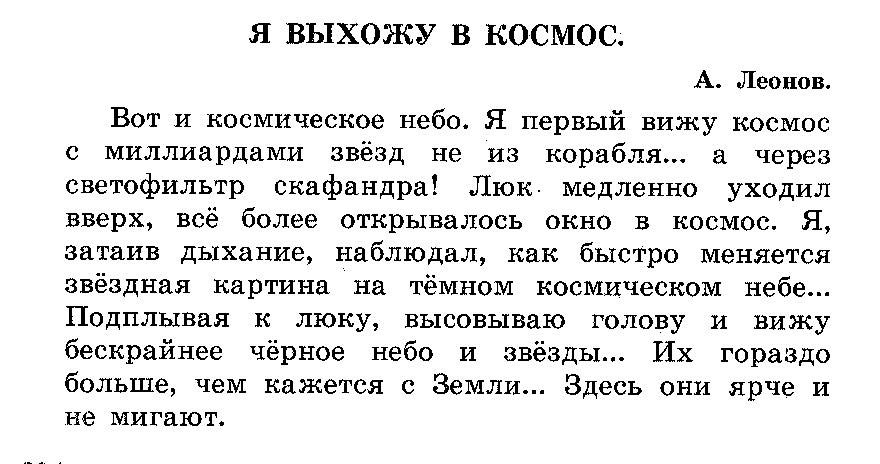 Я ВЫХОЖУ В КОСМОС.
А. Леонов.
Вот и космическое небо. Я первый вижу космос
с миллиардами звёзд не из корабля... а через
светофильтр скафандра! Люк медленно уходил
вверх, всё более открывалось окно в космос. Я,
затаив дыхание, наблюдал, как быстро меняется
звёздная картина на тёмном космическом небе...
Подплывая к люку, высовываю голову и вижу
бескрайнее чёрное небо и звёзды... Их гораздо
больше, чем кажется с Земли... Здесь они ярче и
не мигают.